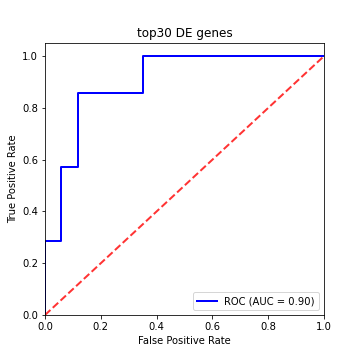 top30 DE genes
True Positive Rate
1.0
0.8
0.6
0.4
0.2
0.0
0.0 0.2 0.4 0.6 0.8 1.0
False Positive Rate
ROC (AUC = 0.90)